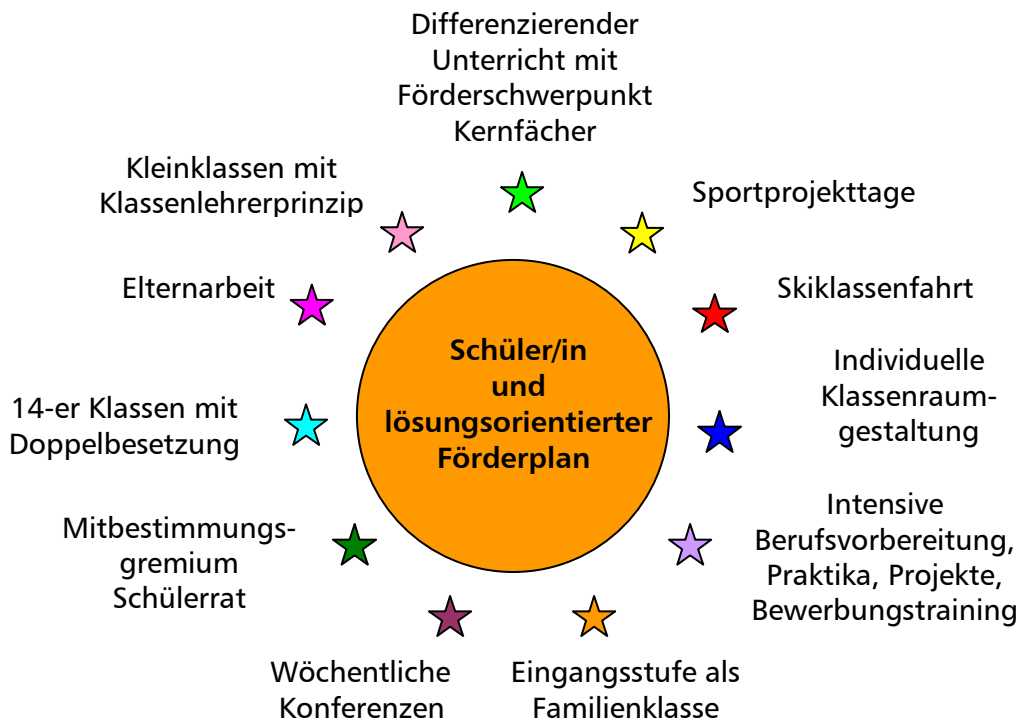 Differenzierender
Unterricht mit
Förderschwerpunkt
Kernfächer
Kleinklassen mit
Klassenlehrerprinzip
Sportprojekttage
Elternarbeit
Skiklassenfahrt
Schüler/in
und
lösungsorientierter
Förderplan
Individuelle
Klassenraum-
gestaltung
14-er Klassen mit
Doppelbesetzung
Mitbestimmungs-
gremium
Schülerrat
Intensive
Berufsvorbereitung,
Praktika, Projekte,
Bewerbungstraining
Wöchentliche
Konferenzen
Eingangsstufe als
Familienklasse